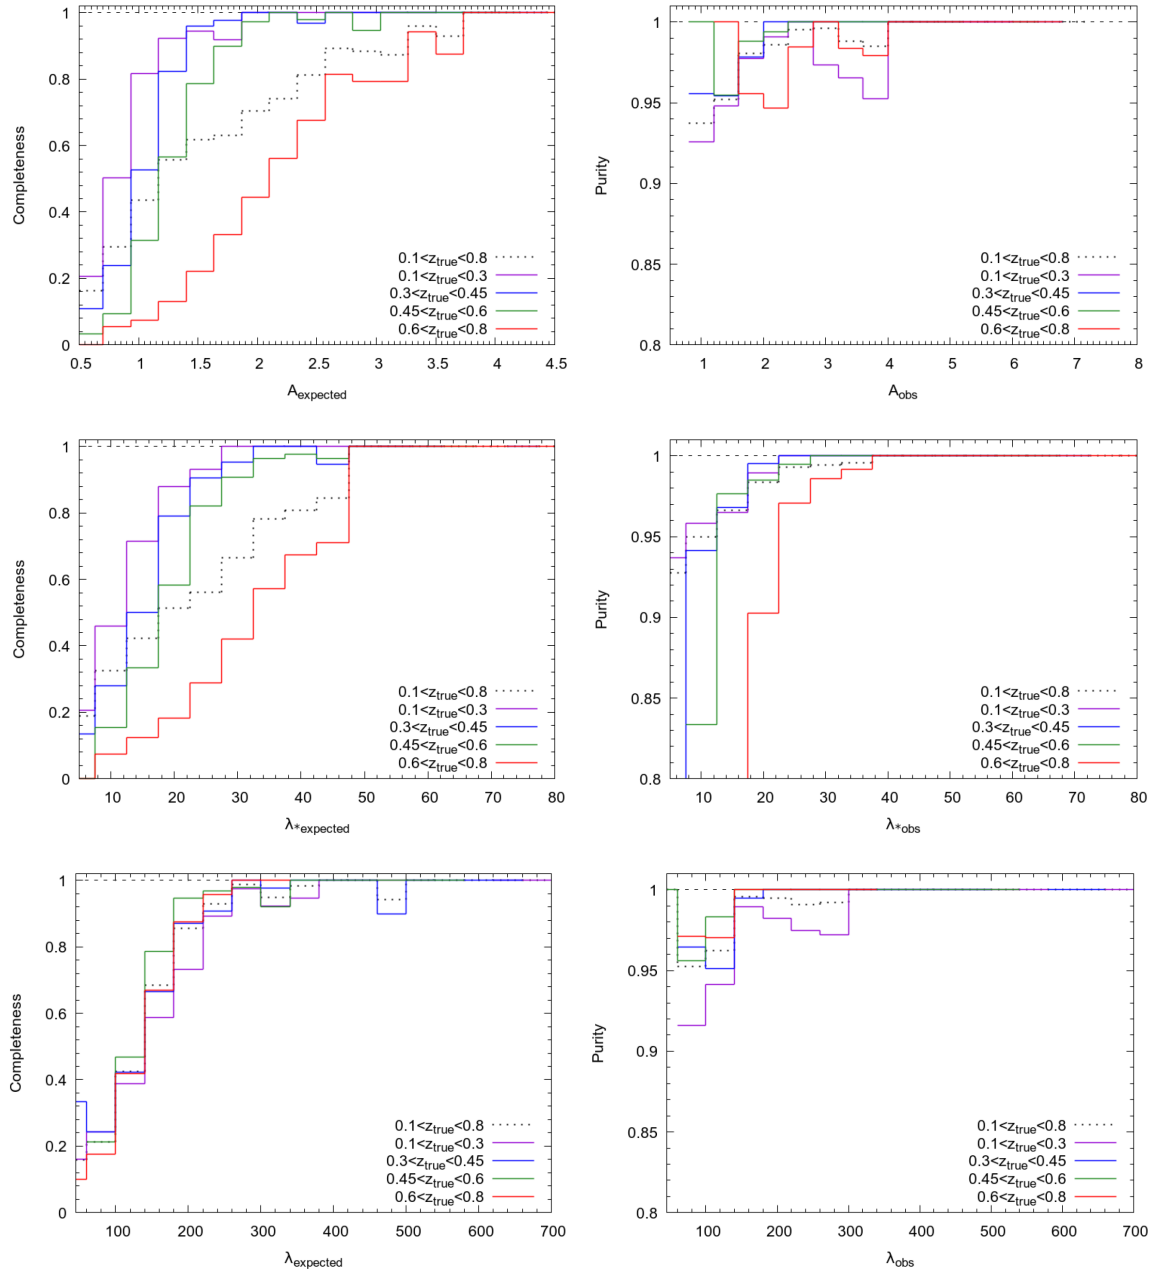 Completeness
1
0.8
0.6
0.4
0.2
0
0.1<z_true<0.8
0.1<z_true<0.3
0.3<z_true<0.45
0.45<z_true<0.6
0.6<z_true<0.8
0.5 1 1.5 2 2.5 3 3.5 4 4.5
A_expected
Purity
1
0.95
0.9
0.85
0.8
0.1<z_true<0.8
0.1<z_true<0.3
0.3<z_true<0.45
0.45<z_true<0.6
0.6<z_true<0.8
1 2 3 4 5 6 7 8
A_obs
Completeness
1
0.8
0.6
0.4
0.2
0
0.1<z_true<0.8
0.1<z_true<0.3
0.3<z_true<0.45
0.45<z_true<0.6
0.6<z_true<0.8
10 20 30 40 50 60 70 80
λ*expected
Purity
1
0.95
0.9
0.85
0.8
0.1<z_true<0.8
0.1<z_true<0.3
0.3<z_true<0.45
0.45<z_true<0.6
0.6<z_true<0.8
10 20 30 40 50 60 70 80
λ*obs
Completeness
1
0.8
0.6
0.4
0.2
0
0.1<z_true<0.8
0.1<z_true<0.3
0.3<z_true<0.45
0.45<z_true<0.6
0.6<z_true<0.8
100 200 300 400 500 600 700
λ_expected
Purity
1
0.95
0.9
0.85
0.8
0.1<z_true<0.8
0.1<z_true<0.3
0.3<z_true<0.45
0.45<z_true<0.6
0.6<z_true<0.8
100 200 300 400 500 600 700
λ_obs